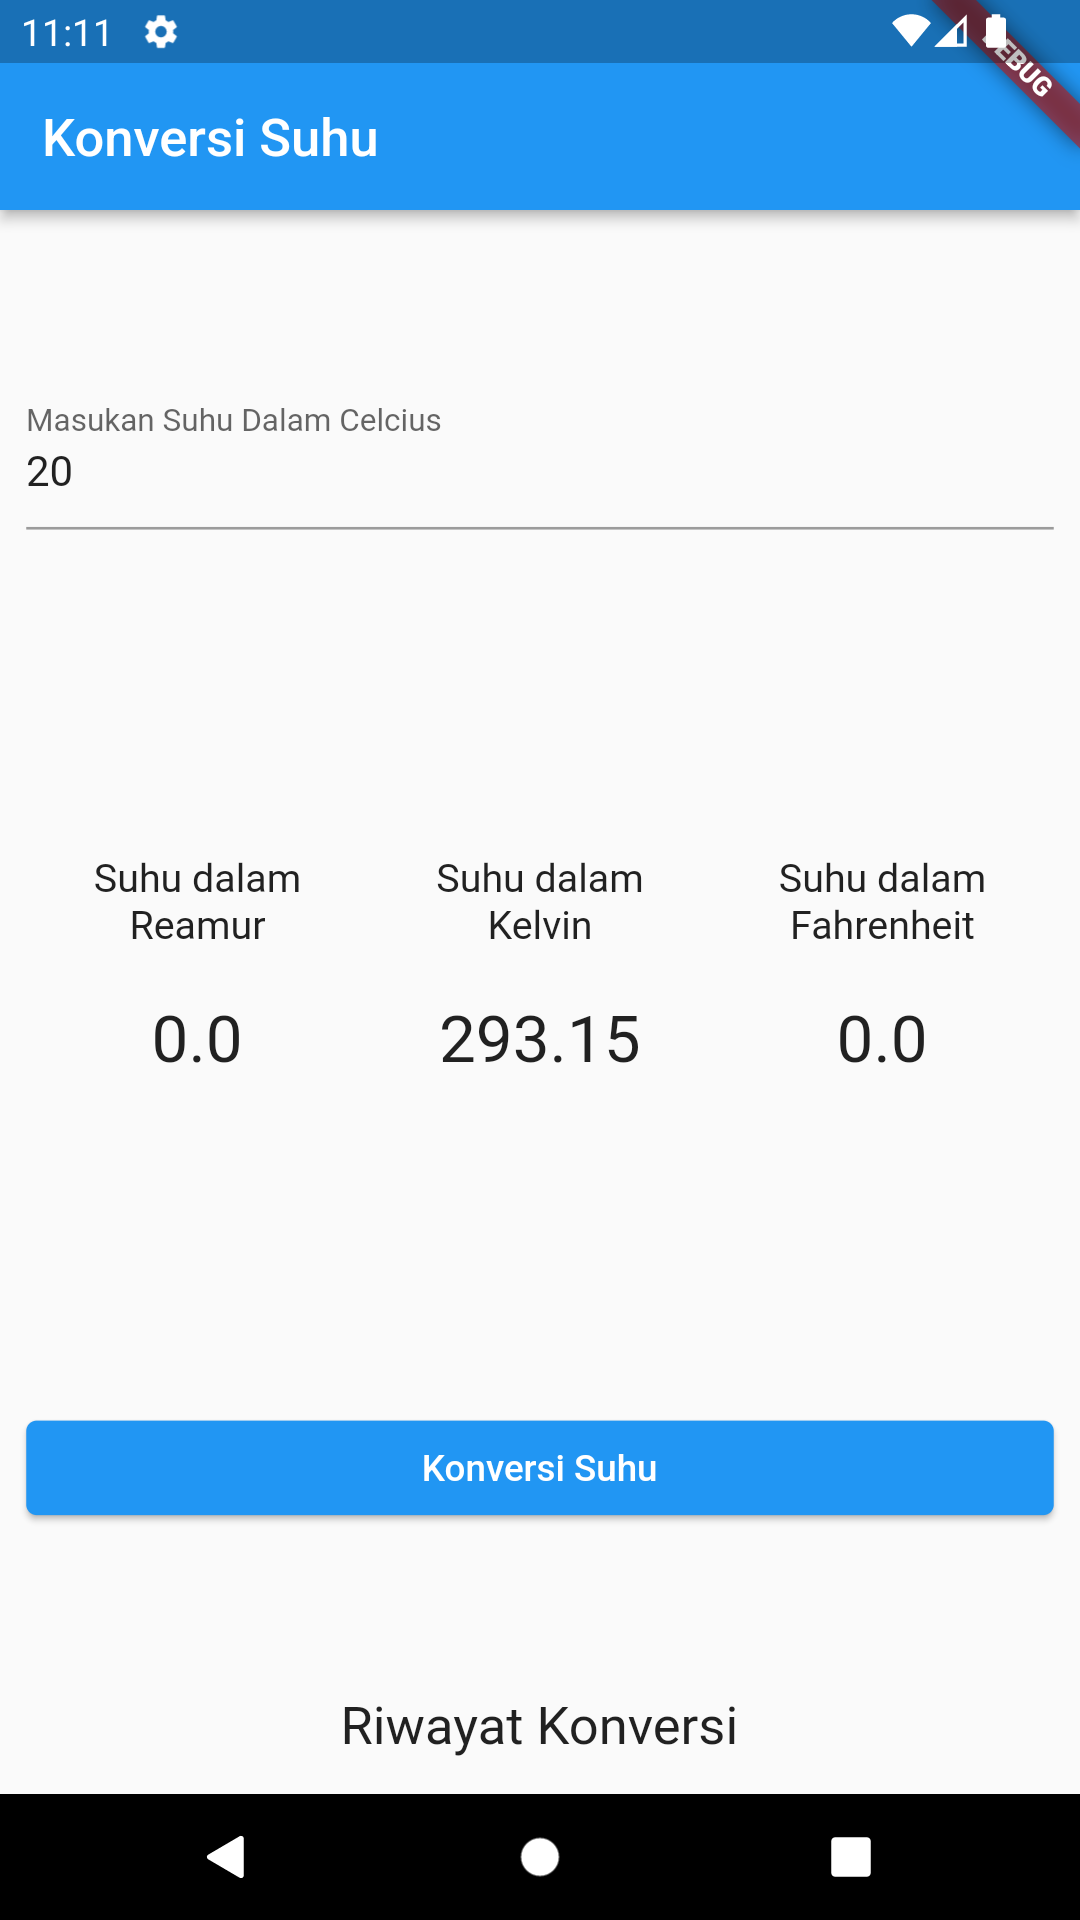 11:11
DEBUG
Konversi Suhu
Masukan Suhu Dalam Celcius
20
Suhu dalam
Reamur
Suhu dalam
Kelvin
Suhu dalam
Fahrenheit
0.0
293.15
0.0
Konversi Suhu
Riwayat Konversi